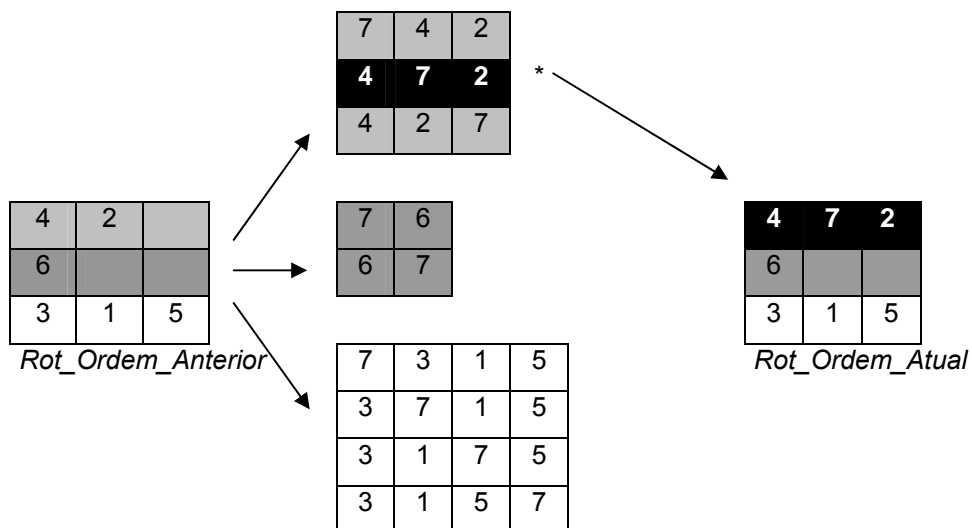 7 4 2
4 7 2 *
4 2 7
4 2
6
3 1 5
Rot_Ordem_Anterior
7 6
6 7
7 3 1 5
3 7 1 5
3 1 7 5
3 1 5 7
4 7 2
6
3 1 5
Rot_Ordem_Atual